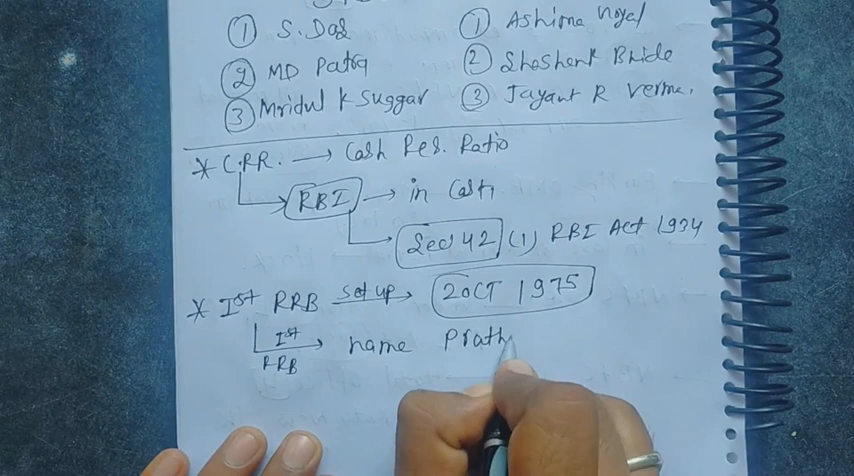 ① S. Das ① Ashima Goyal
② MD Patra ② Shashank Bhide
③ Mridul K Suggar ③ Jayant R Verma.
* C.RR. → Cash Res. Ratio
RBI → in Cash
Sec 42 (1) RBI Act 1934
* Ist RRB set up → 2 OCT 1975
Ist RRB → name Prath